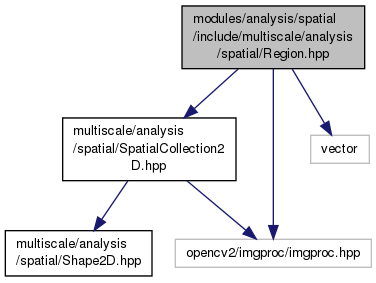 modules/analysis/spatial
/include/multiscale/analysis
/spatial/Region.hpp
multiscale/analysis
/spatial/SpatialCollection2
D.hpp
vector
multiscale/analysis
/spatial/Shape2D.hpp
opencv2/imgproc/imgproc.hpp